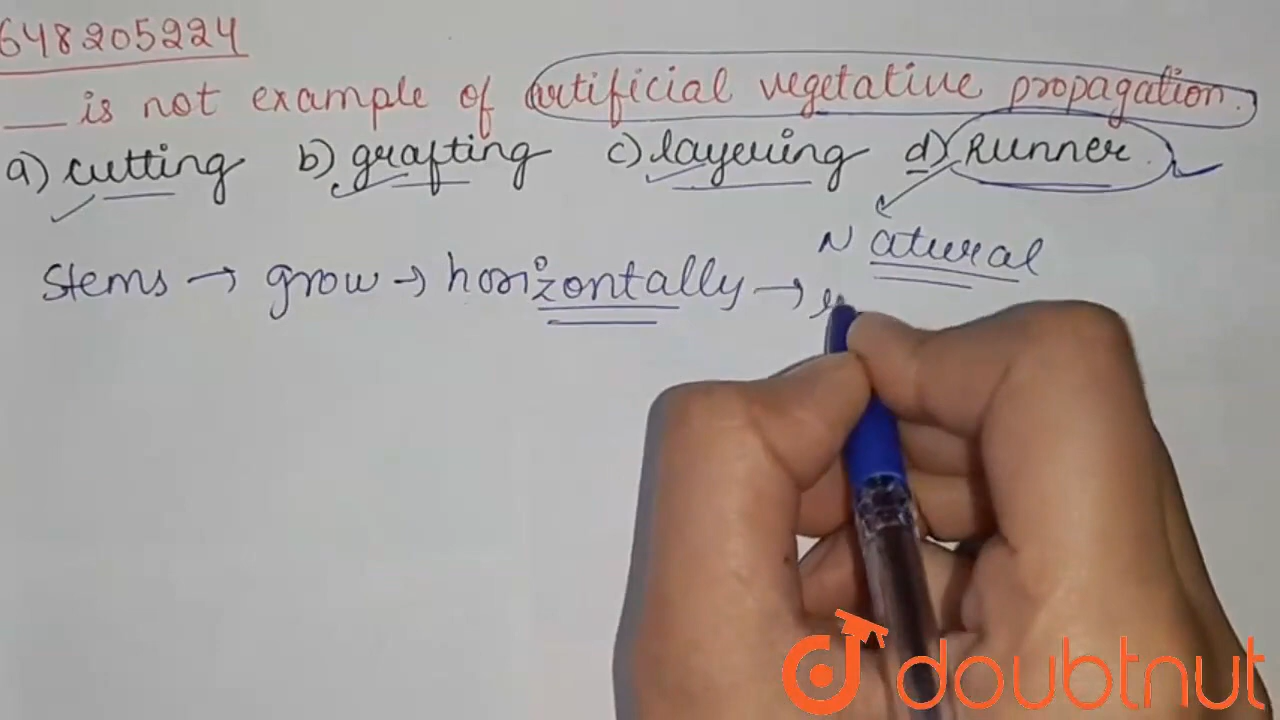 648205224
__ is not example of artificial vegetative propagation.
a) cutting b) grafting c) layering d) Runner.
Natural
Stems → grow → horizontally →
doubtnut